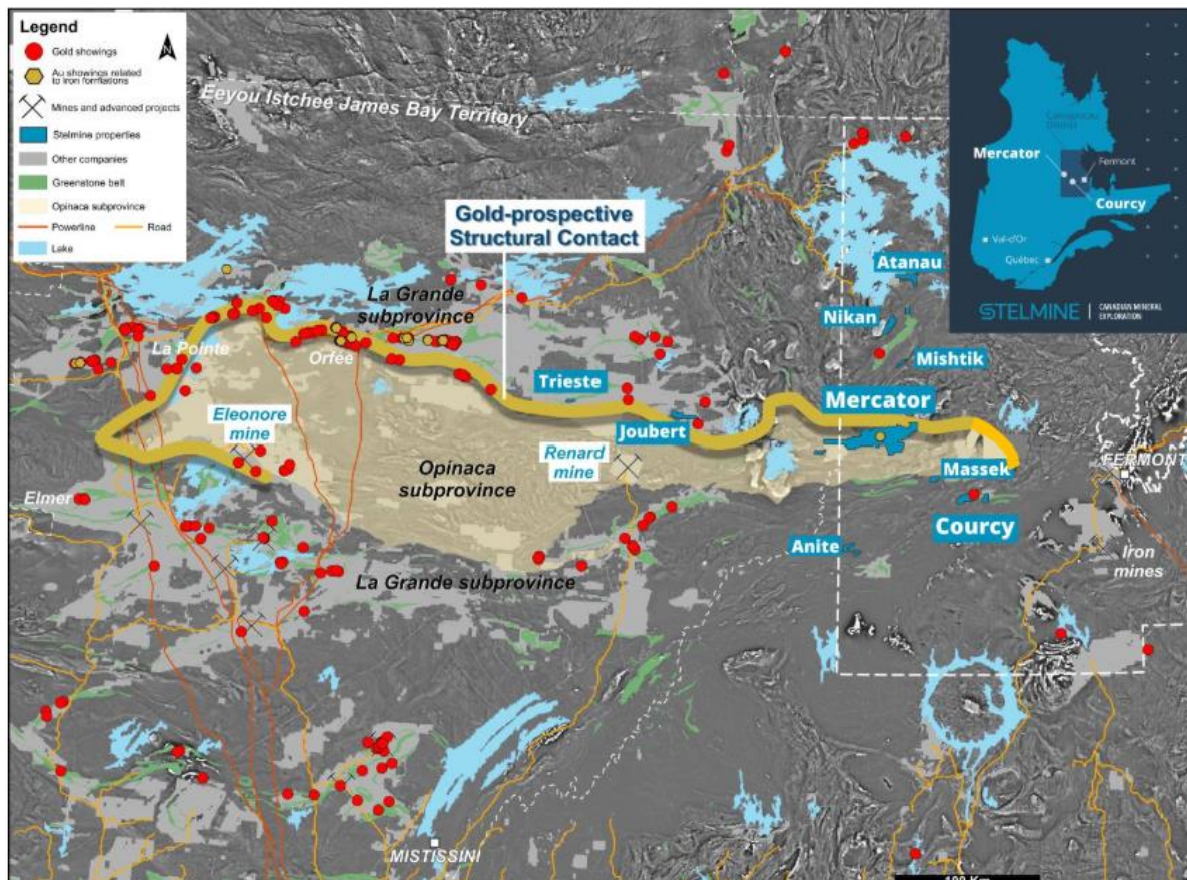 Legend
N
Gold showings
Au showings related
to Iron formations
Mines and advanced projects
Stelmine properties
Other companies
Greenstone belt
Opinaca subprovince
Powerline
Road
Lake
Eeyou Istchee James Bay Territory
Mercator
Fermont
Courcy
Val-d'Or
Québec
STELMINE
CANADIAN MINERAL
EXPLORATION
Gold-prospective
Structural Contact
Atanau
La Grande
subprovince
Nikan
La Pointe
Orfée
Mishtik
Trieste
Mercator
Eleonore
mine
Joubert
Renard
mine
Opinaca
subprovince
Massek
FERMONT
Elmer
Courcy
Anite
Iron
mines
La Grande subprovince
MISTISSINI